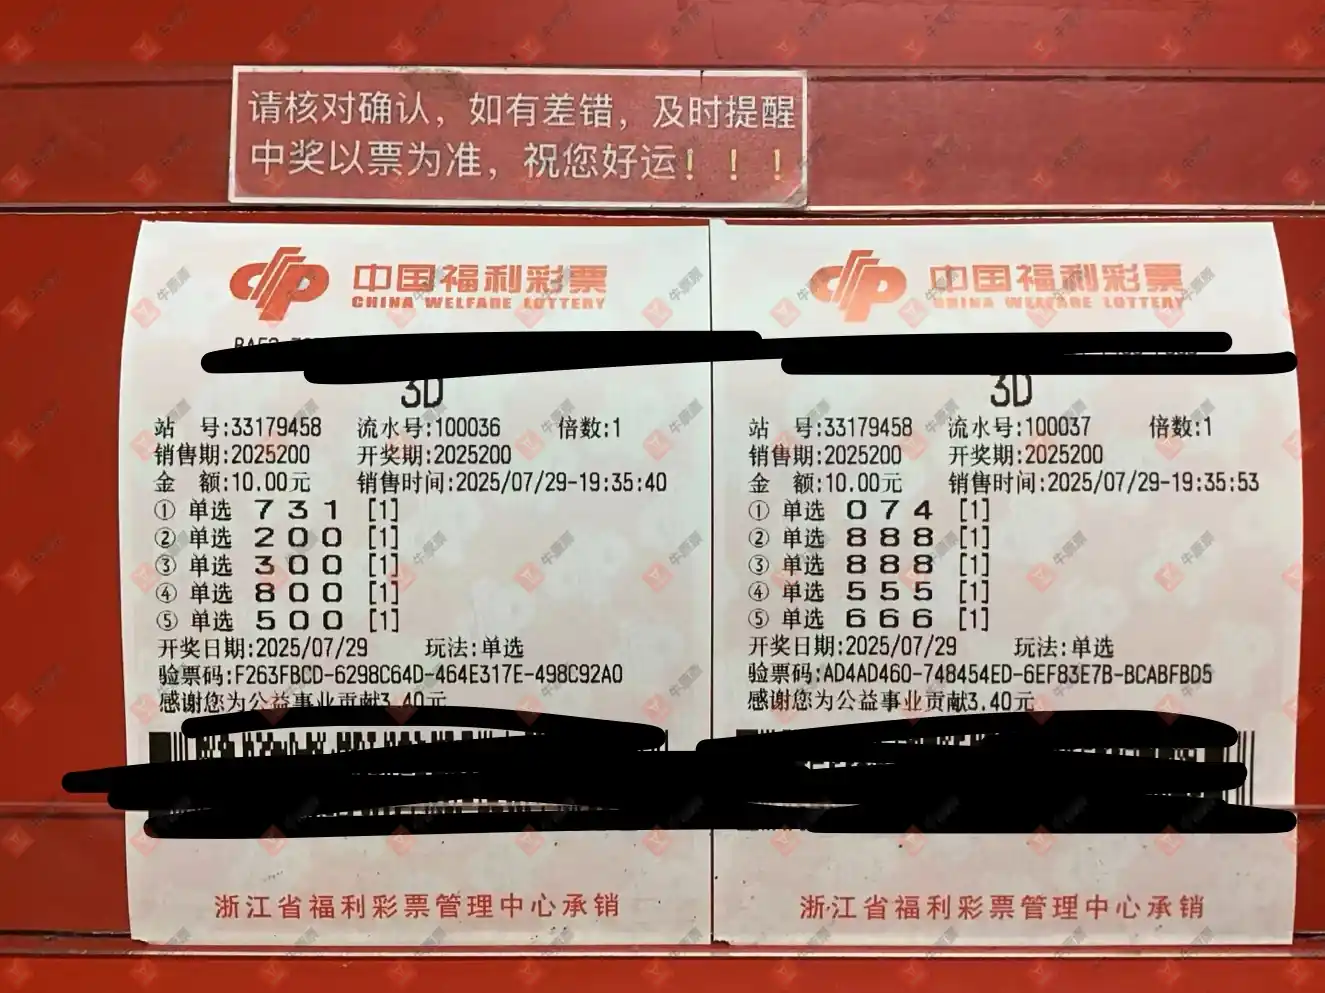 请核对确认，如有差错，及时提醒
中奖以票为准，祝您好运！！！
中国福利彩票
CHINA WELFARE LOTTERY
3D
站 号:33179458 流水号:100036 倍数:1
销售期:2025200 开奖期:2025200
金 额:10.00元 销售时间:2025/07/29-19:35:40
① 单选 7 3 1 [1]
② 单选 2 0 0 [1]
③ 单选 3 0 0 [1]
④ 单选 8 0 0 [1]
⑤ 单选 5 0 0 [1]
开奖日期:2025/07/29 玩法:单选
验票码:F263FBCD-6298C64D-464E317E-498C92A0
感谢您为公益事业贡献3.40元
浙江省福利彩票管理中心承销
中国福利彩票
CHINA WELFARE LOTTERY
3D
站 号:33179458 流水号:100037 倍数:1
销售期:2025200 开奖期:2025200
金 额:10.00元 销售时间:2025/07/29-19:35:53
① 单选 0 7 4 [1]
② 单选 8 8 8 [1]
③ 单选 8 8 8 [1]
④ 单选 5 5 5 [1]
⑤ 单选 6 6 6 [1]
开奖日期:2025/07/29 玩法:单选
验票码:AD4AD460-748454ED-6EF83E7B-BCABFBD5
感谢您为公益事业贡献3.40元
浙江省福利彩票管理中心承销